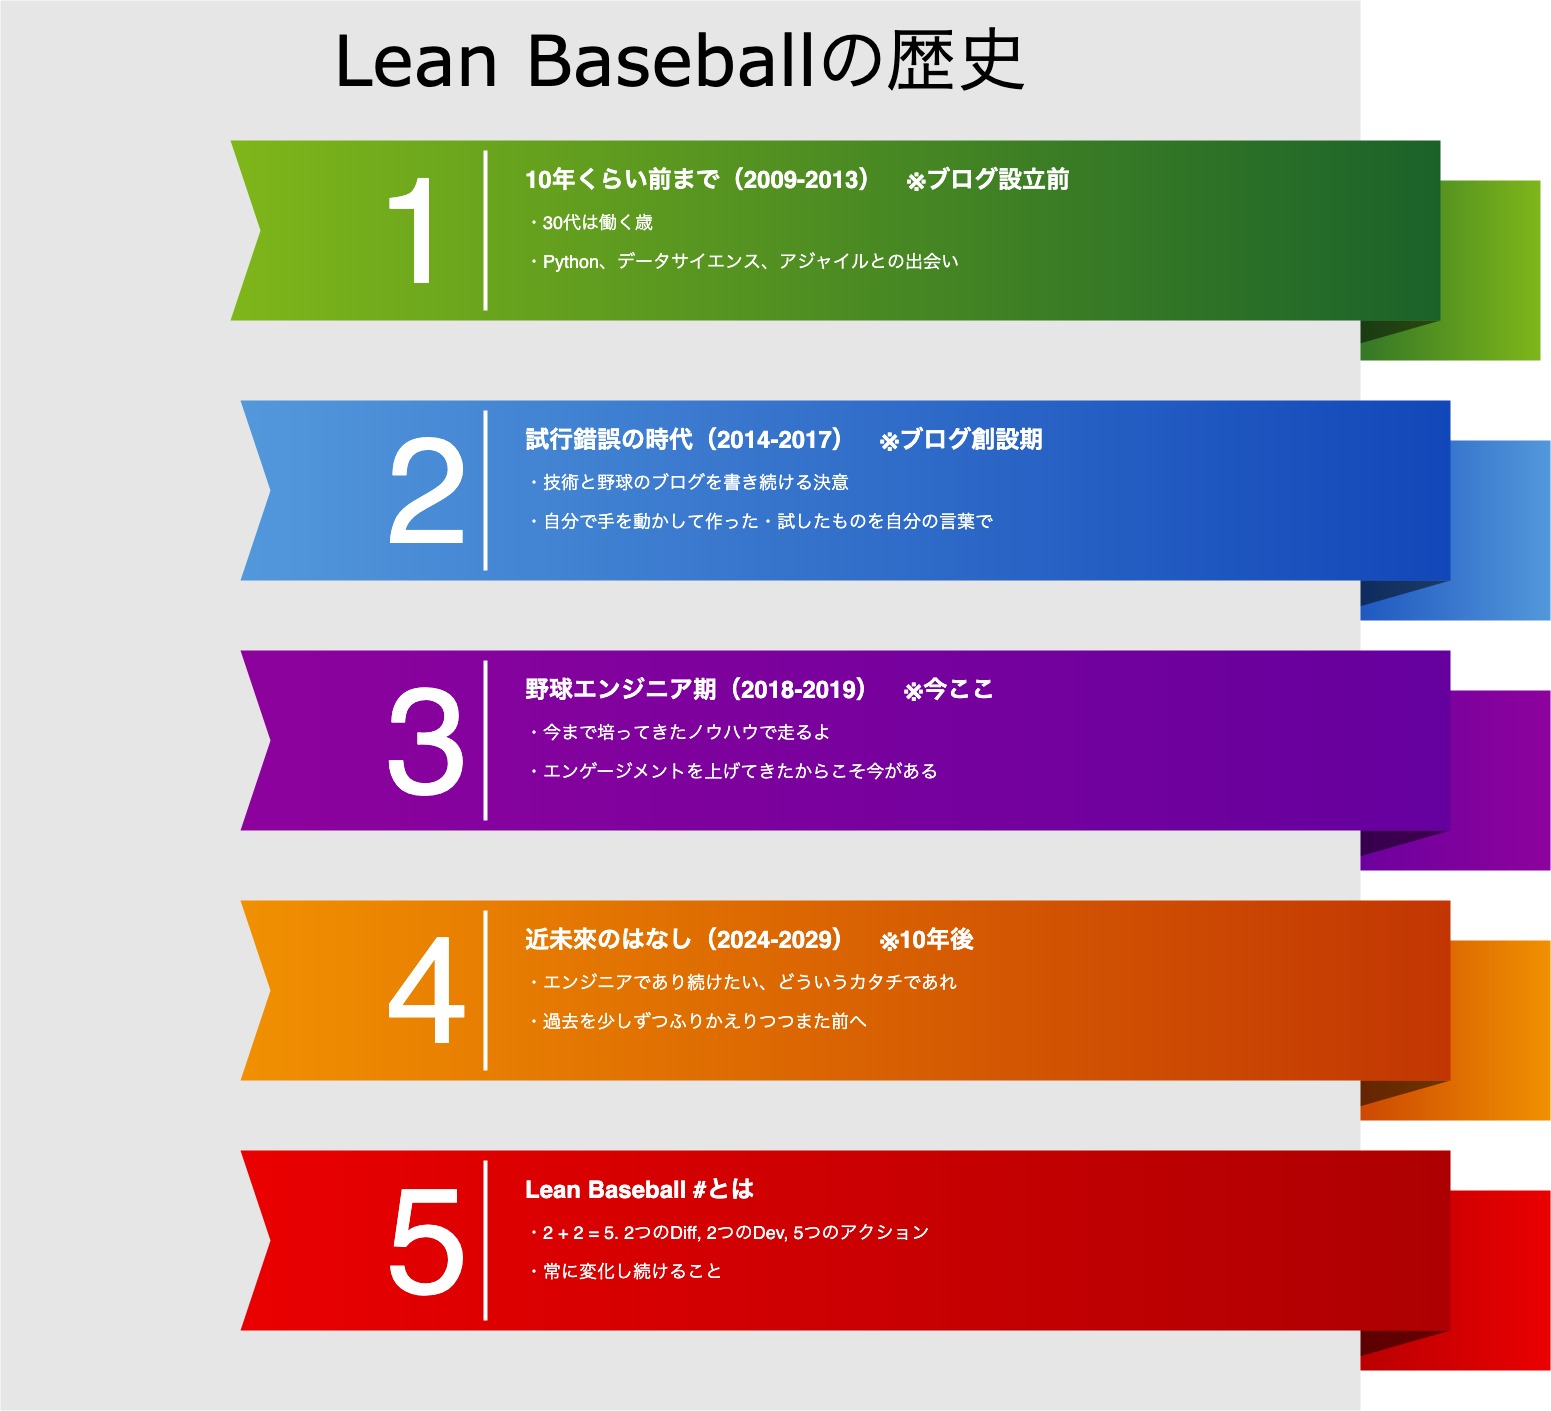 Lean Baseballの歴史
1
10年くらい前まで（2009-2013）　※ブログ設立前
・30代は働く歳
・Python、データサイエンス、アジャイルとの出会い
2
試行錯誤の時代（2014-2017）　※ブログ創設期
・技術と野球のブログを書き続ける決意
・自分で手を動かして作った・試したものを自分の言葉で
3
野球エンジニア期（2018-2019）　※今ここ
・今まで培ってきたノウハウで走るよ
・エンゲージメントを上げてきたからこそ今がある
4
近未來のはなし（2024-2029）　※10年後
・エンジニアであり続けたい、どういうカタチであれ
・過去を少しずつふりかえりつつまた前へ
5
Lean Baseball #とは
・2 + 2 = 5. 2つのDiff, 2つのDev, 5つのアクション
・常に変化し続けること